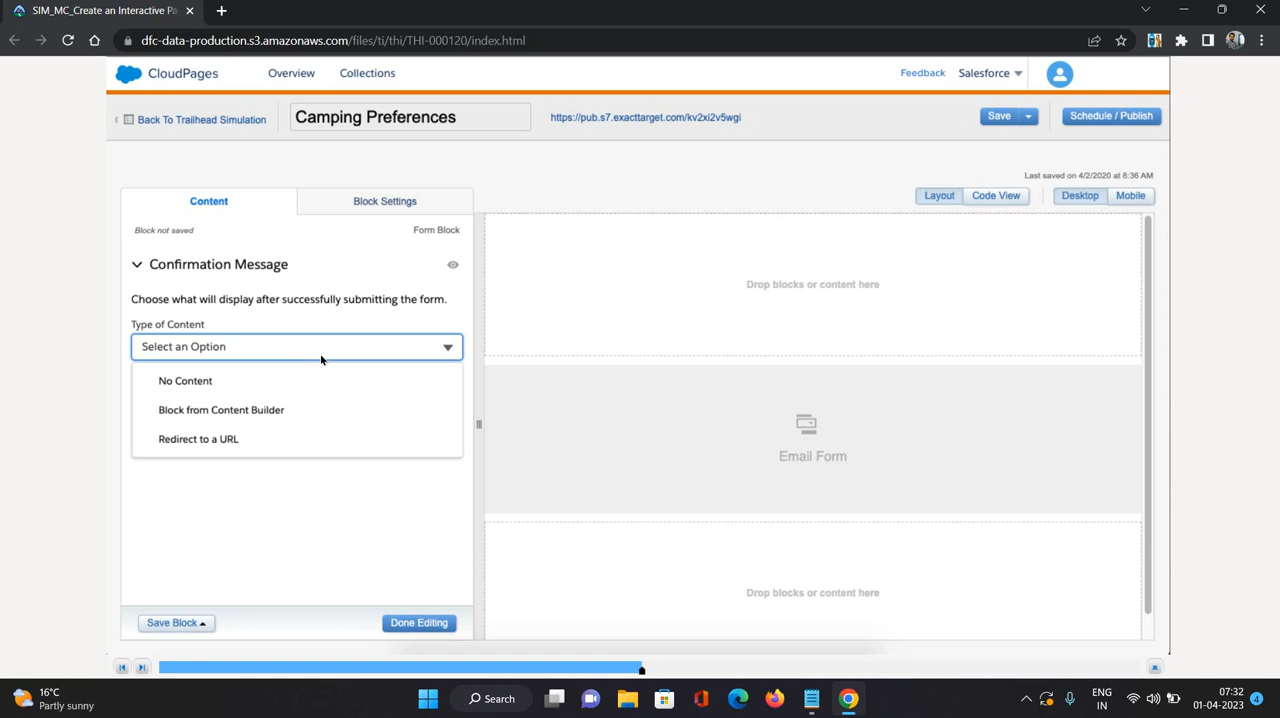 SIM_MC_Create an Interactive Pa
dfc-data-production.s3.amazonaws.com/files/ti/thi/THI-000120/index.html
CloudPages
Overview
Collections
Feedback
Salesforce
Back To Trailhead Simulation
Camping Preferences
https://pub.s7.exacttarget.com/kv2xi2v5wgi
Save
Schedule / Publish
Last saved on 4/2/2020 at 8:36 AM
Content
Block Settings
Layout
Code View
Desktop
Mobile
Block not saved
Form Block
Confirmation Message
Choose what will display after successfully submitting the form.
Type of Content
Select an Option
No Content
Block from Content Builder
Redirect to a URL
Drop blocks or content here
Email Form
Drop blocks or content here
Save Block
Done Editing
16°C
Partly sunny
Search
ENG
IN
07:32
01-04-2023
4